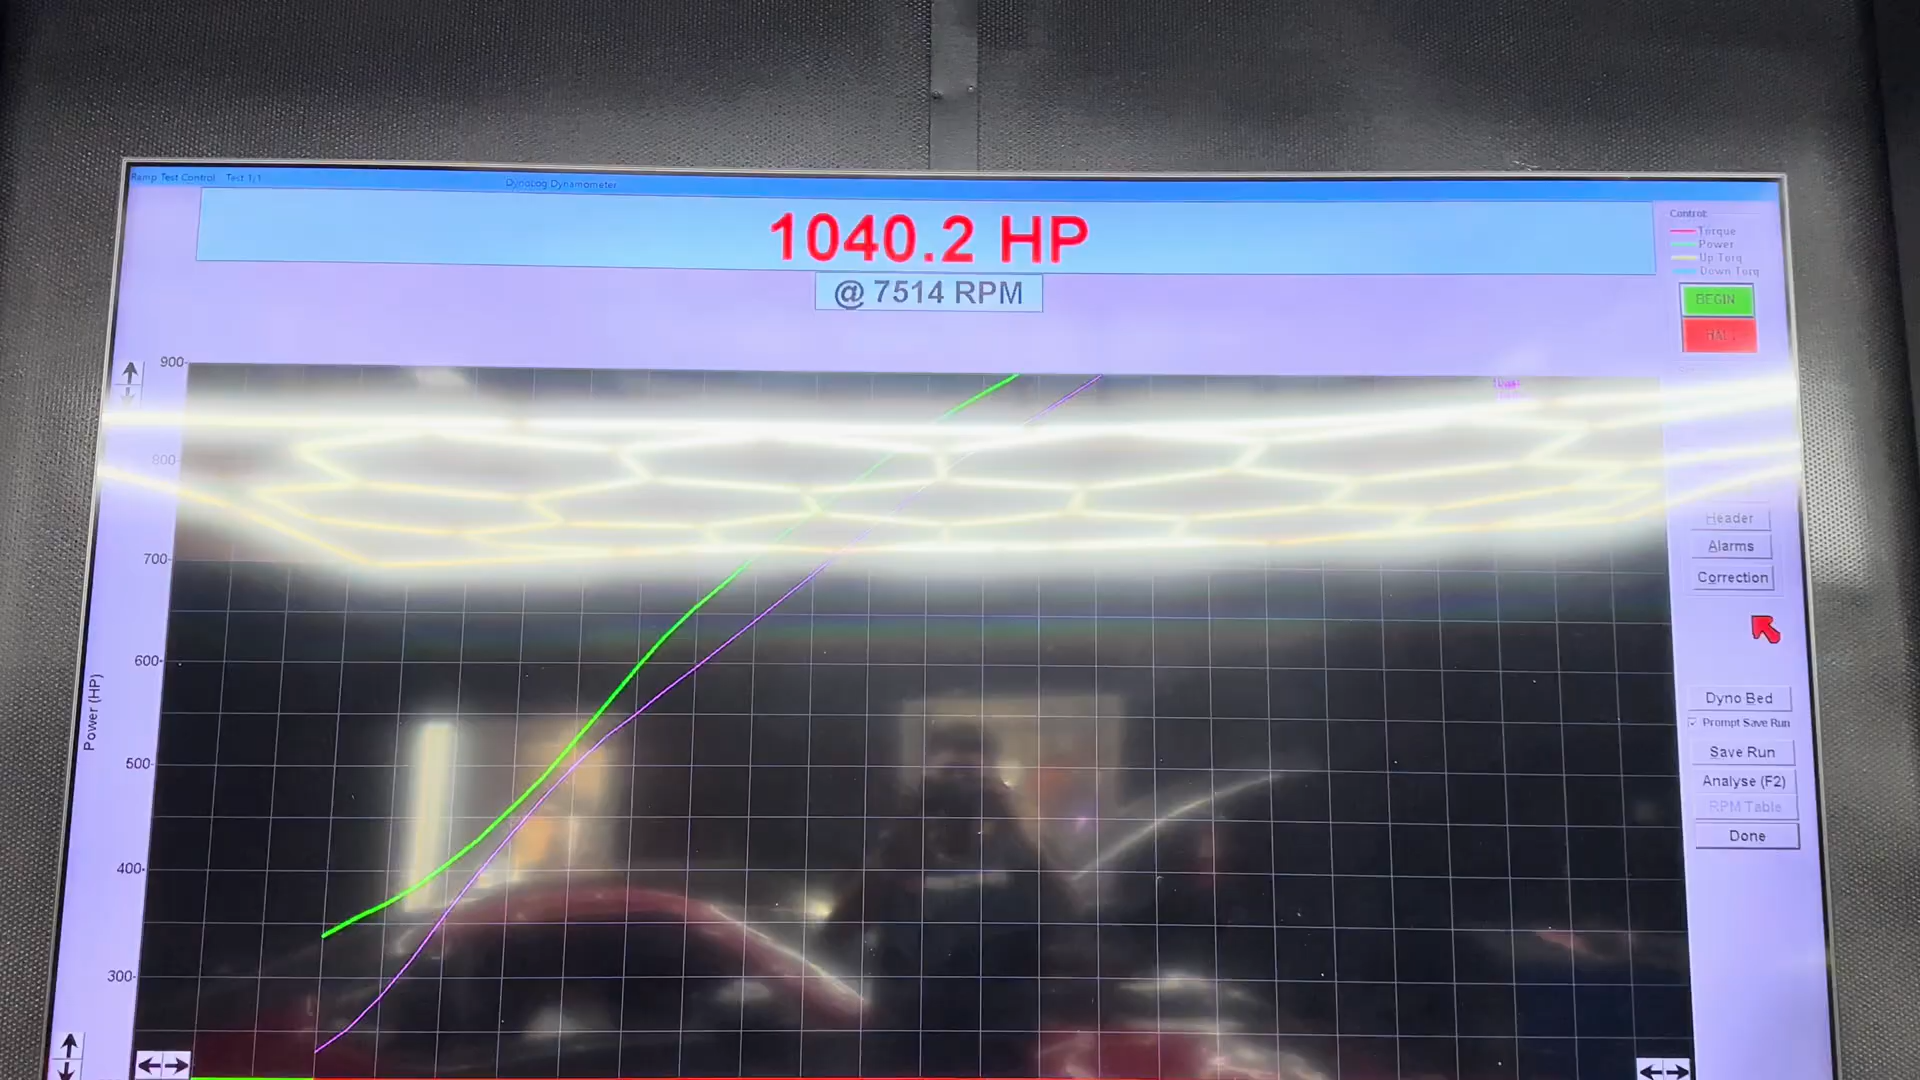 Ramp Test Control Test 1/1
DynoLog Dynamometer
1040.2 HP
@ 7514 RPM
Control:
Torque
Power
Up Torq
Down Torq
BEGIN
900
800
700
600
500
400
300
Power (HP)
Header
Alarms
Correction
Dyno Bed
Prompt Save Run
Save Run
Analyse (F2)
RPM Table
Done